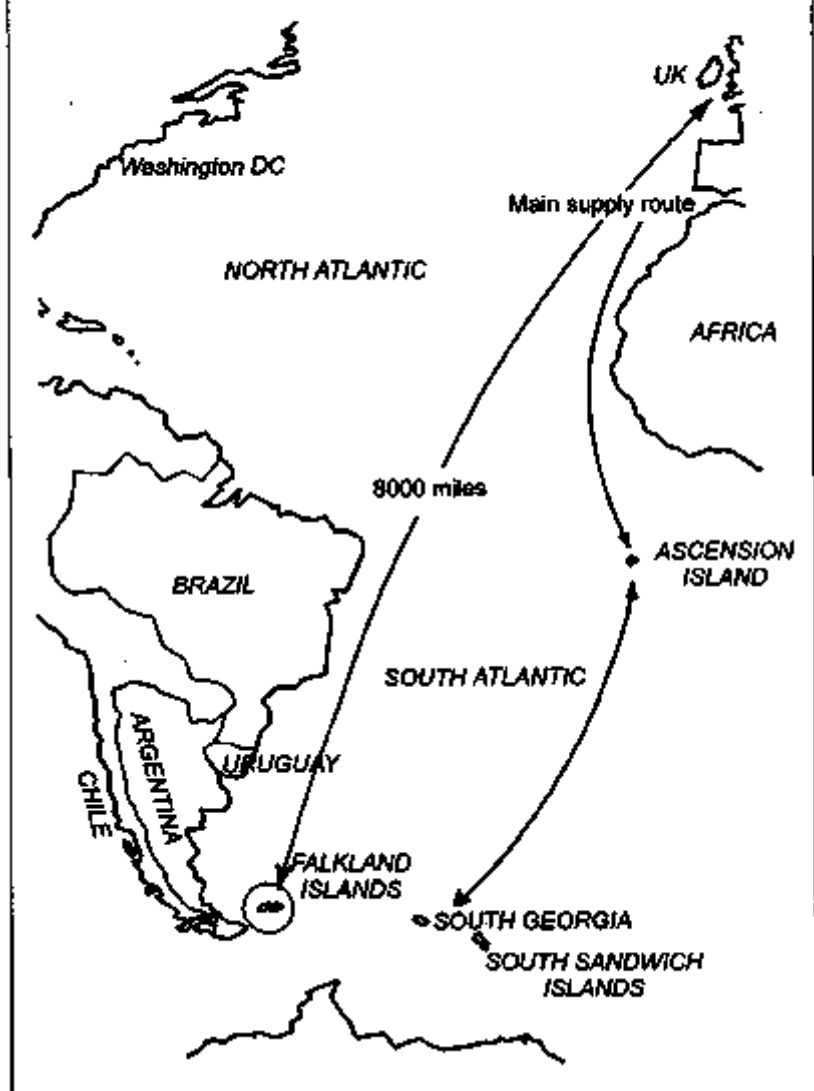 UK
Washington DC
Main supply route
NORTH ATLANTIC
AFRICA
8000 miles
ASCENSION
ISLAND
BRAZIL
SOUTH ATLANTIC
ARGENTINA
URUGUAY
CHILE
FALKLAND
ISLANDS
SOUTH GEORGIA
SOUTH SANDWICH
ISLANDS